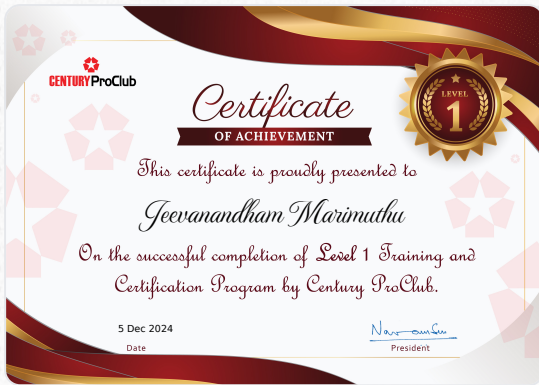 CENTURY ProClub
Certificate
OF ACHIEVEMENT
LEVEL
1
This certificate is proudly presented to
Jeevanandham Marimuthu
On the successful completion of Level 1 Training and
Certification Program by Century ProClub.
5 Dec 2024
Date
President